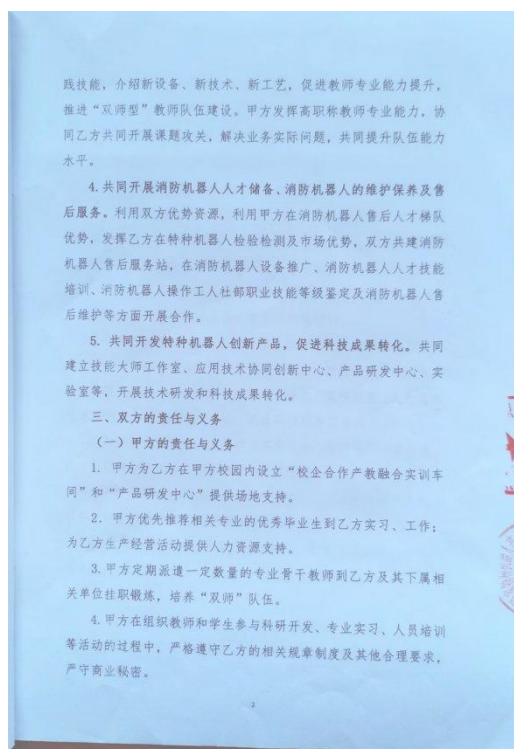 践技能，介绍新设备、新技术、新工艺，促进教师专业能力提升，
推进“双师型”教师队伍建设。甲方发挥高职称教师专业能力，协
同乙方共同开展课题攻关，解决业务实际问题，共同提升队伍能力
水平。
4.共同开展消防机器人人才储备、消防机器人的维护保养及售
后服务。利用双方优势资源，利用甲方在消防机器人售后人才梯队
优势，发挥乙方在特种机器人检验检测及市场优势，双方共建消防
机器人售后服务站，在消防机器人设备推广、消防机器人人才技能
培训、消防机器人操作工人社部职业技能等级鉴定及消防机器人售
后维护等方面开展合作。
5. 共同开发特种机器人创新产品，促进科技成果转化。共同
建立技能大师工作室、应用技术协同创新中心、产品研发中心、实
验室等，开展技术研发和科技成果转化。
三、双方的责任与义务
（一）甲方的责任与义务
1. 甲方为乙方在甲方校园内设立“校企合作产教融合实训车
间”和“产品研发中心”提供场地支持。
2. 甲方优先推荐相关专业的优秀毕业生到乙方实习、工作；
为乙方生产经营活动提供人力资源支持。
3.甲方定期派遣一定数量的专业骨干教师到乙方及其下属相
关单位挂职锻炼，培养“双师”队伍。
4.甲方在组织教师和学生参与科研开发、专业实习、人员培训
等活动的过程中，严格遵守乙方的相关规章制度及其他合理要求，
严守商业秘密。
2